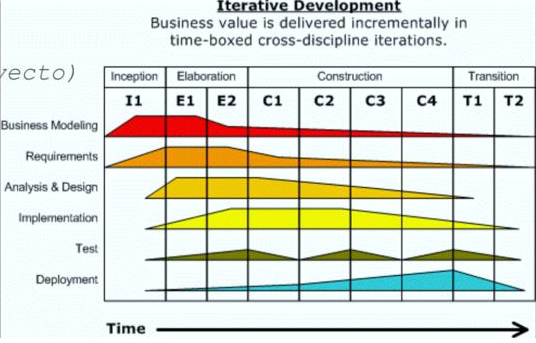 Iterative Development
Business value is delivered incrementally in
time-boxed cross-discipline iterations.
yecto)
Inception Elaboration Construction Transition
I1 E1 E2 C1 C2 C3 C4 T1 T2
Business Modeling
Requirements
Analysis & Design
Implementation
Test
Deployment
Time